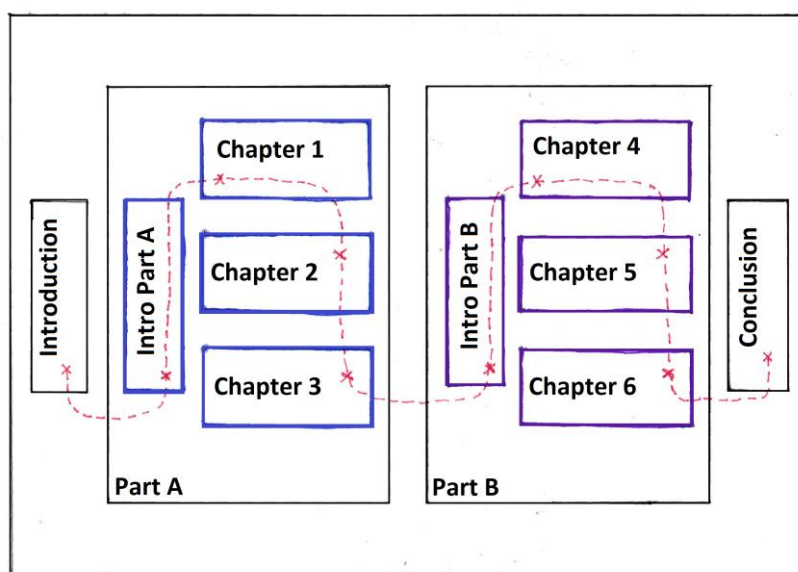 Introduction
Intro Part A
Chapter 1
Chapter 2
Chapter 3
Part A
Intro Part B
Chapter 4
Chapter 5
Chapter 6
Part B
Conclusion